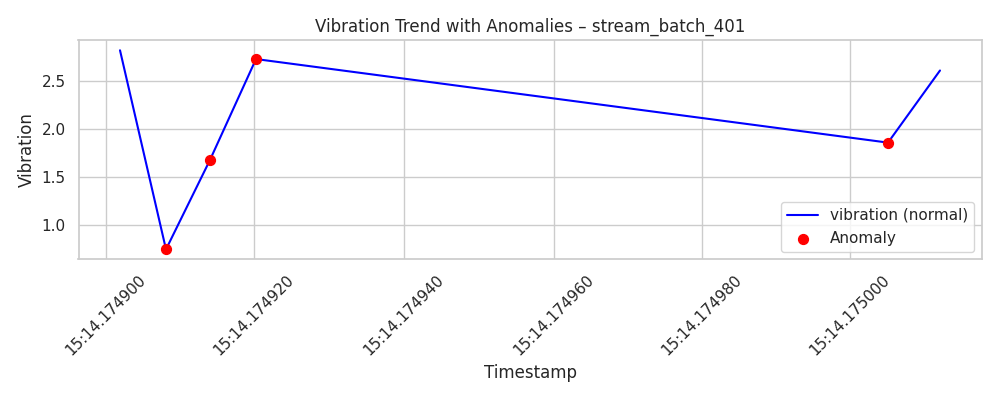 Vibration Trend with Anomalies – stream_batch_401
Vibration
2.5
2.0
1.5
1.0
vibration (normal)
Anomaly
15:14.174900
15:14.174920
15:14.174940
15:14.174960
15:14.174980
15:14.175000
Timestamp